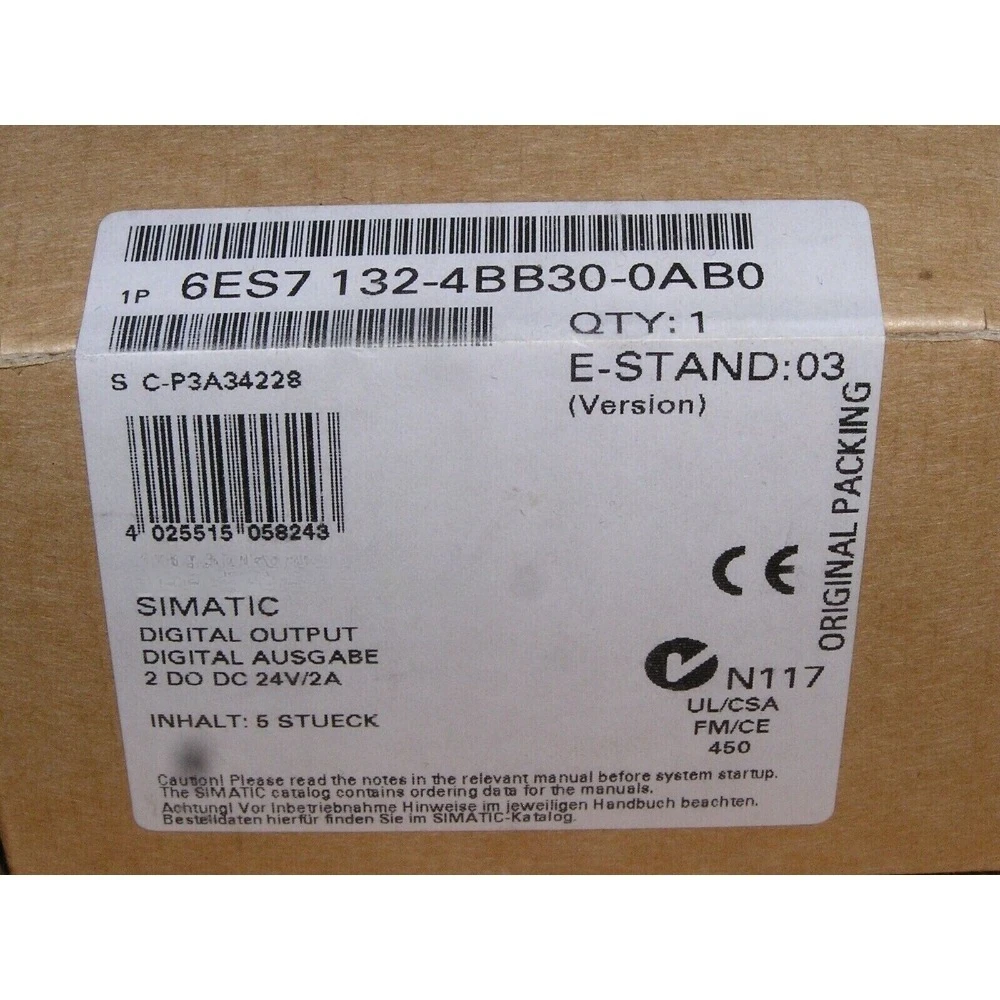 1P 6ES7 132-4BB30-0AB0
QTY: 1
S C-P3A34228
E-STAND:03
(Version)
ORIGINAL PACKING
4 025515 058243
CE
SIMATIC
DIGITAL OUTPUT
DIGITAL AUSGABE
2 DO DC 24V/2A
N117
UL/CSA
FM/CE
450
INHALT: 5 STUECK
Caution! Please read the notes in the relevant manual before system startup.
The SIMATIC catalog contains ordering data for the manuals.
Achtung! Vor Inbetriebnahme Hinweise im jeweiligen Handbuch beachten.
Bestelldaten hierfür finden Sie im SIMATIC-Katalog.